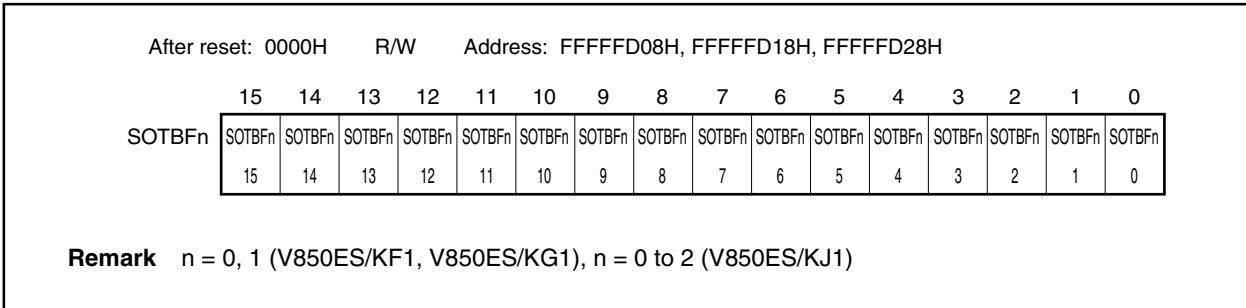 After reset: 0000H R/W Address: FFFFFD08H, FFFFFD18H, FFFFFD28H
15 14 13 12 11 10 9 8 7 6 5 4 3 2 1 0
SOTBFn SOTBFn SOTBFn SOTBFn SOTBFn SOTBFn SOTBFn SOTBFn SOTBFn SOTBFn SOTBFn SOTBFn SOTBFn SOTBFn SOTBFn SOTBFn SOTBFn
15 14 13 12 11 10 9 8 7 6 5 4 3 2 1 0
Remark n = 0, 1 (V850ES/KF1, V850ES/KG1), n = 0 to 2 (V850ES/KJ1)